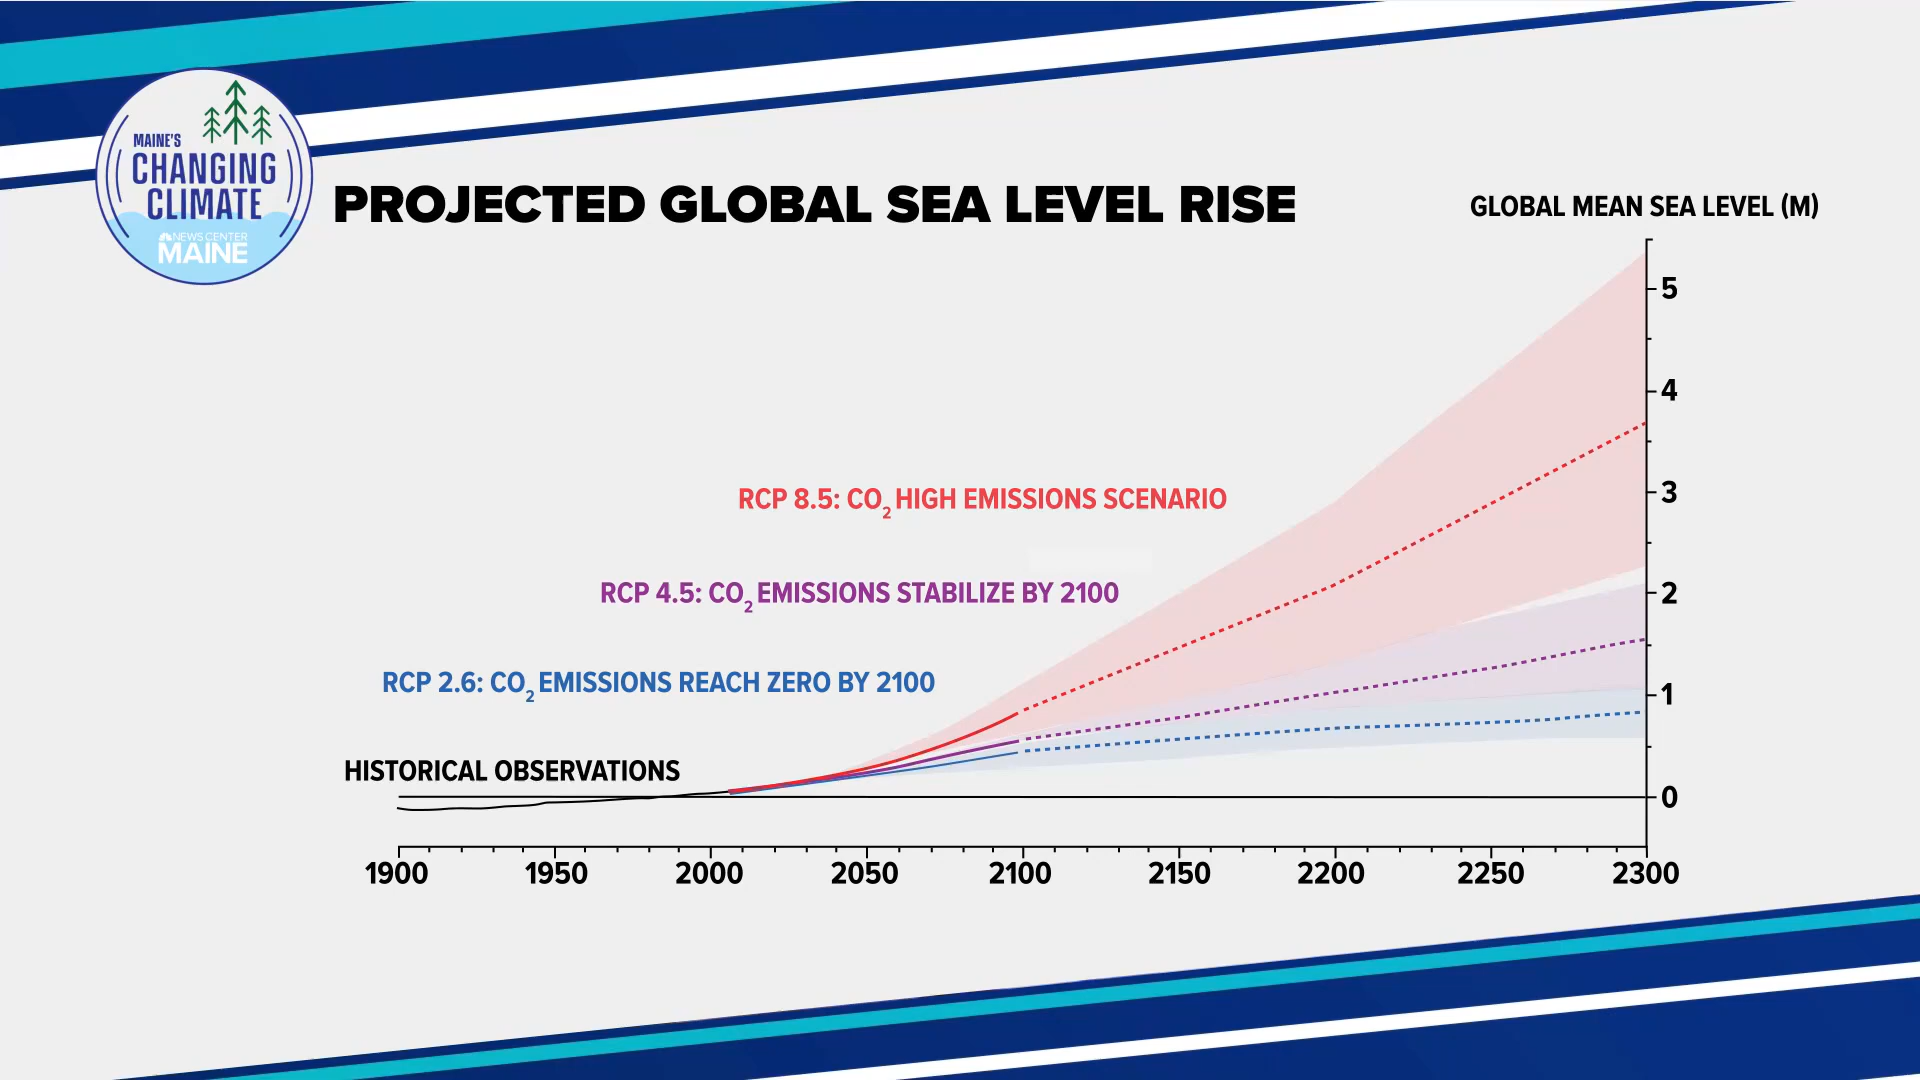 MAINE'S
CHANGING
CLIMATE
NEWS CENTER
MAINE
PROJECTED GLOBAL SEA LEVEL RISE
GLOBAL MEAN SEA LEVEL (M)
5
4
RCP 8.5: CO2 HIGH EMISSIONS SCENARIO
3
RCP 4.5: CO2 EMISSIONS STABILIZE BY 2100
2
RCP 2.6: CO2 EMISSIONS REACH ZERO BY 2100
1
HISTORICAL OBSERVATIONS
0
1900 1950 2000 2050 2100 2150 2200 2250 2300